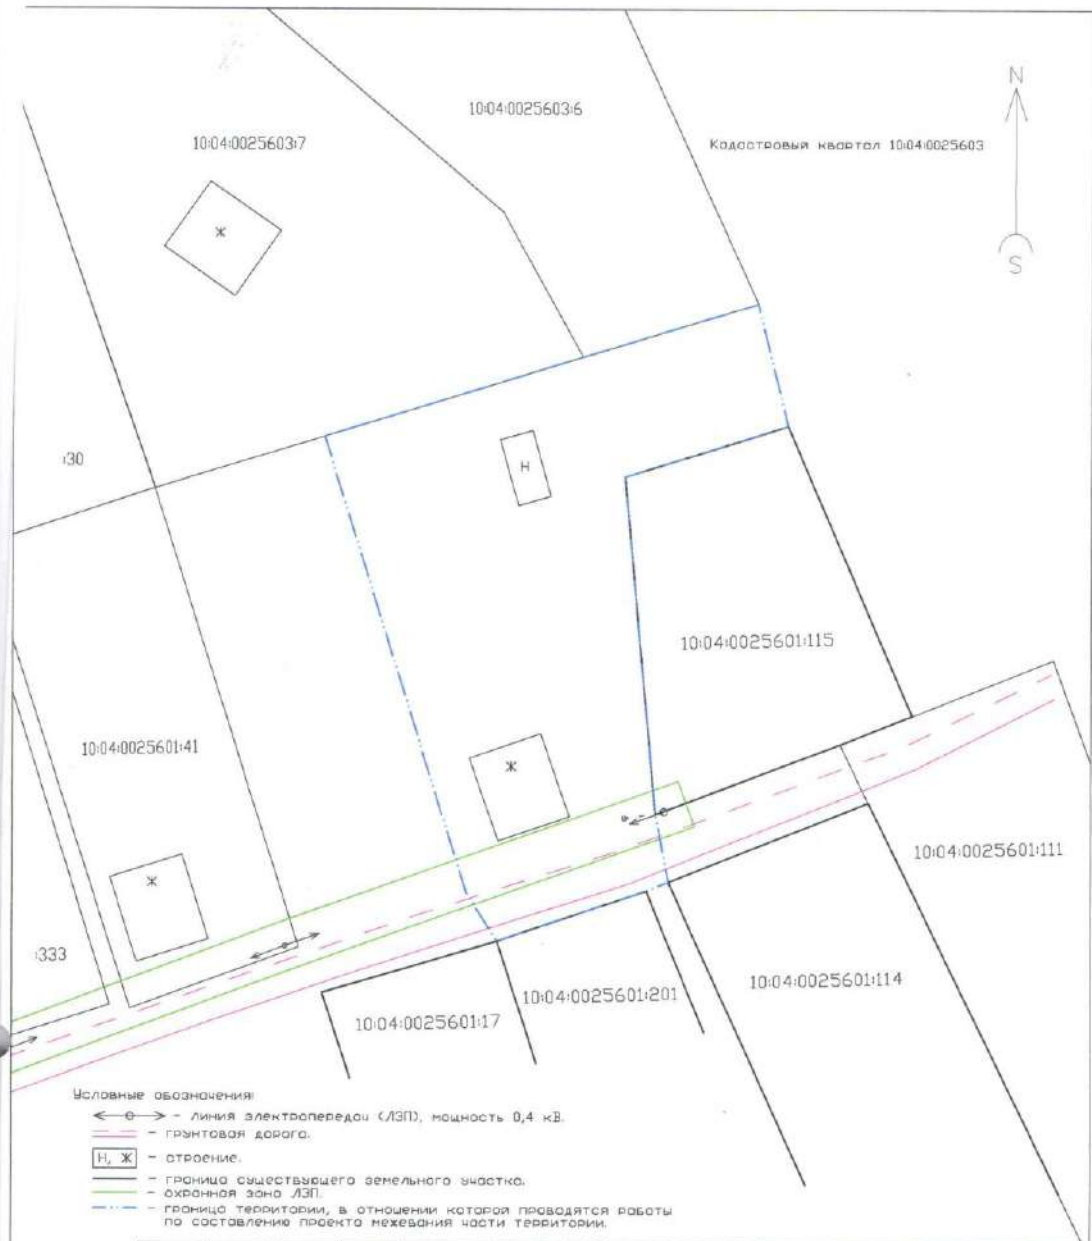 N
10:04:0025603:6
10:04:0025603:7
Кадастровый квартал 10:04:0025603
Ж
S
:30
Н
10:04:0025601:115
10:04:0025601:41
Ж
10:04:0025601:111
Ж
:333
10:04:0025601:201
10:04:0025601:114
10:04:0025601:17
Условные обозначения:
- линия электропередач (ЛЭП), мощность 0,4 кВ.
- грунтовая дорога.
Н, Ж - строение.
- граница существующего земельного участка.
- охранная зона ЛЭП.
- граница территории, в отношении которой проводятся работы
по составлению проекта межевания части территории.